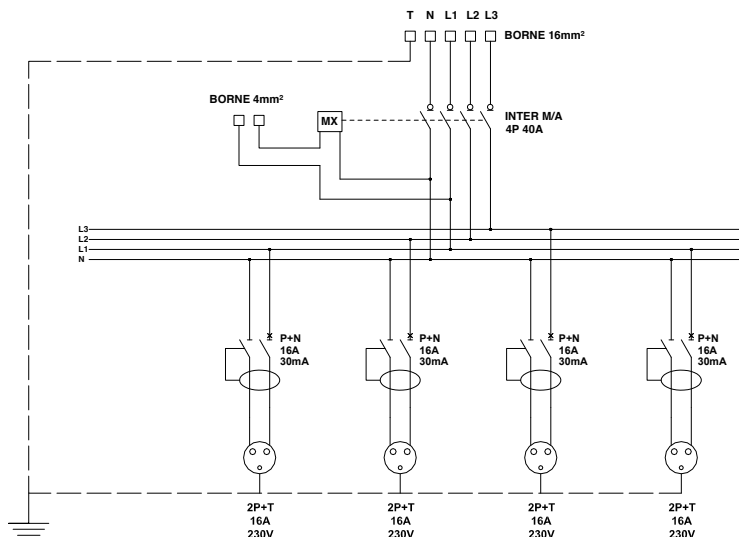 T N L1 L2 L3
BORNE 16mm²
BORNE 4mm²
MX
INTER M/A
4P 40A
L3
L2
L1
N
P+N
16A
30mA
P+N
16A
30mA
P+N
16A
30mA
P+N
16A
30mA
2P+T
16A
230V
2P+T
16A
230V
2P+T
16A
230V
2P+T
16A
230V